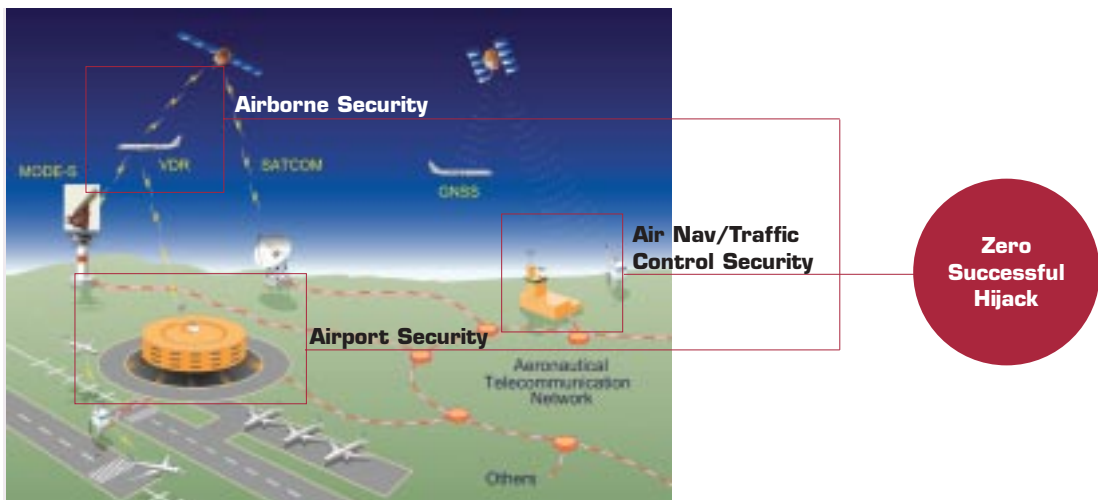 Airborne Security
MODE-S
VDR
SATCOM
GNSS
Air Nav/Traffic
Control Security
Zero
Successful
Hijack
Airport Security
Aeronautical
Telecommunication
Network
Others